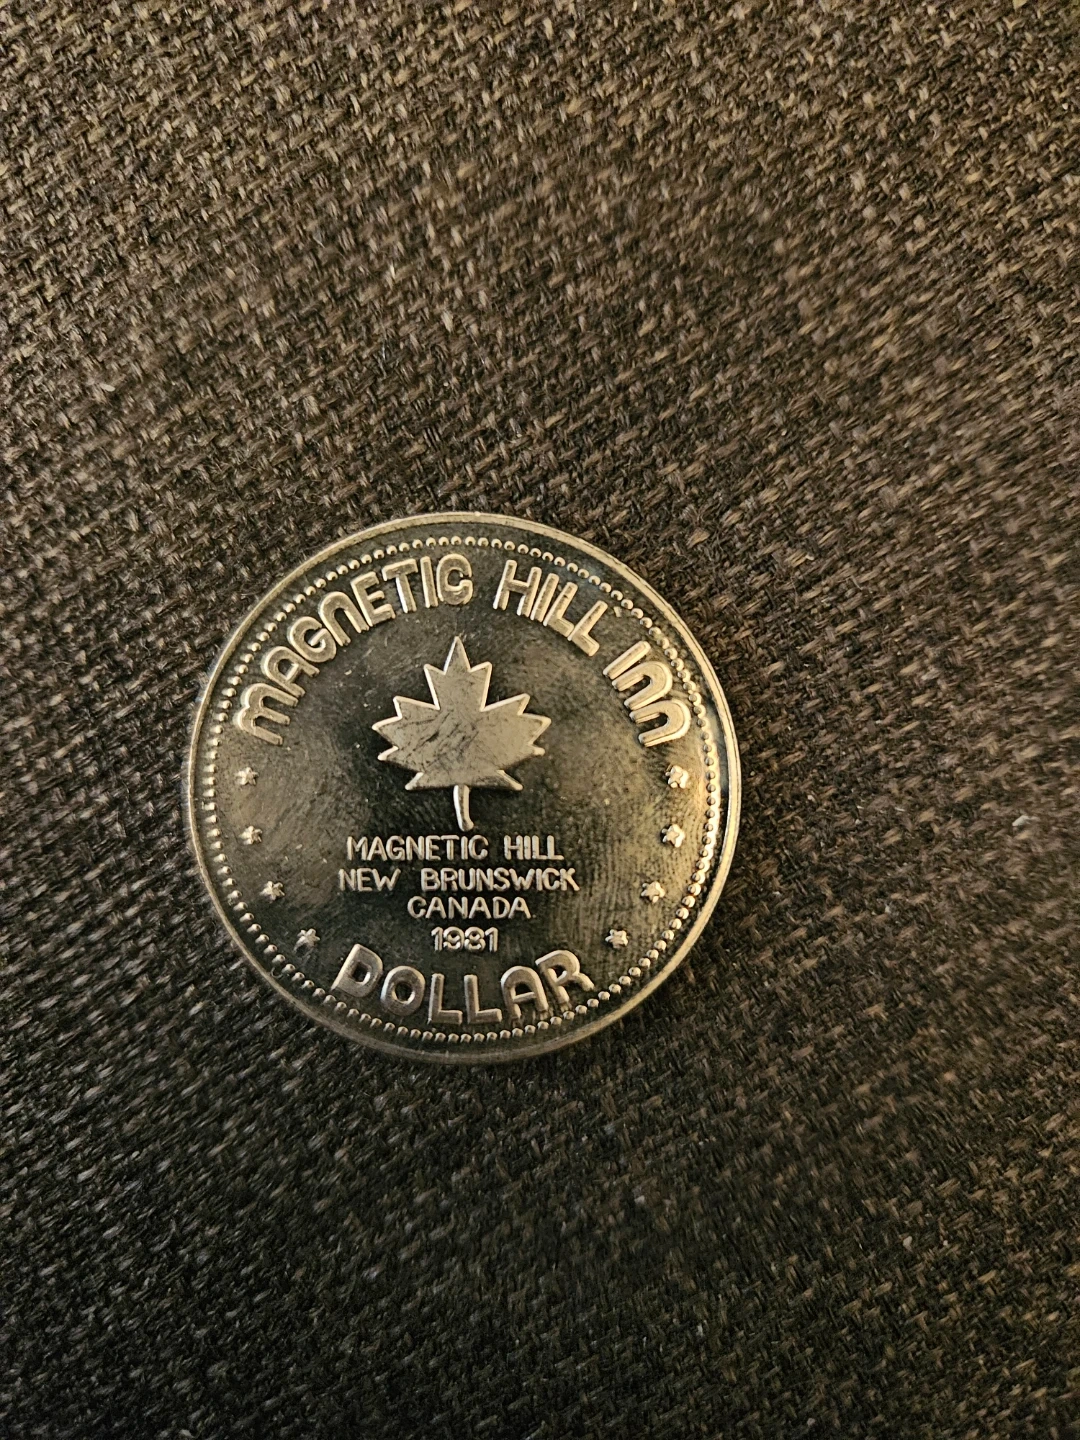 MAGNETIC HILL INN
MAGNETIC HILL
NEW BRUNSWICK
CANADA
1981
DOLLAR